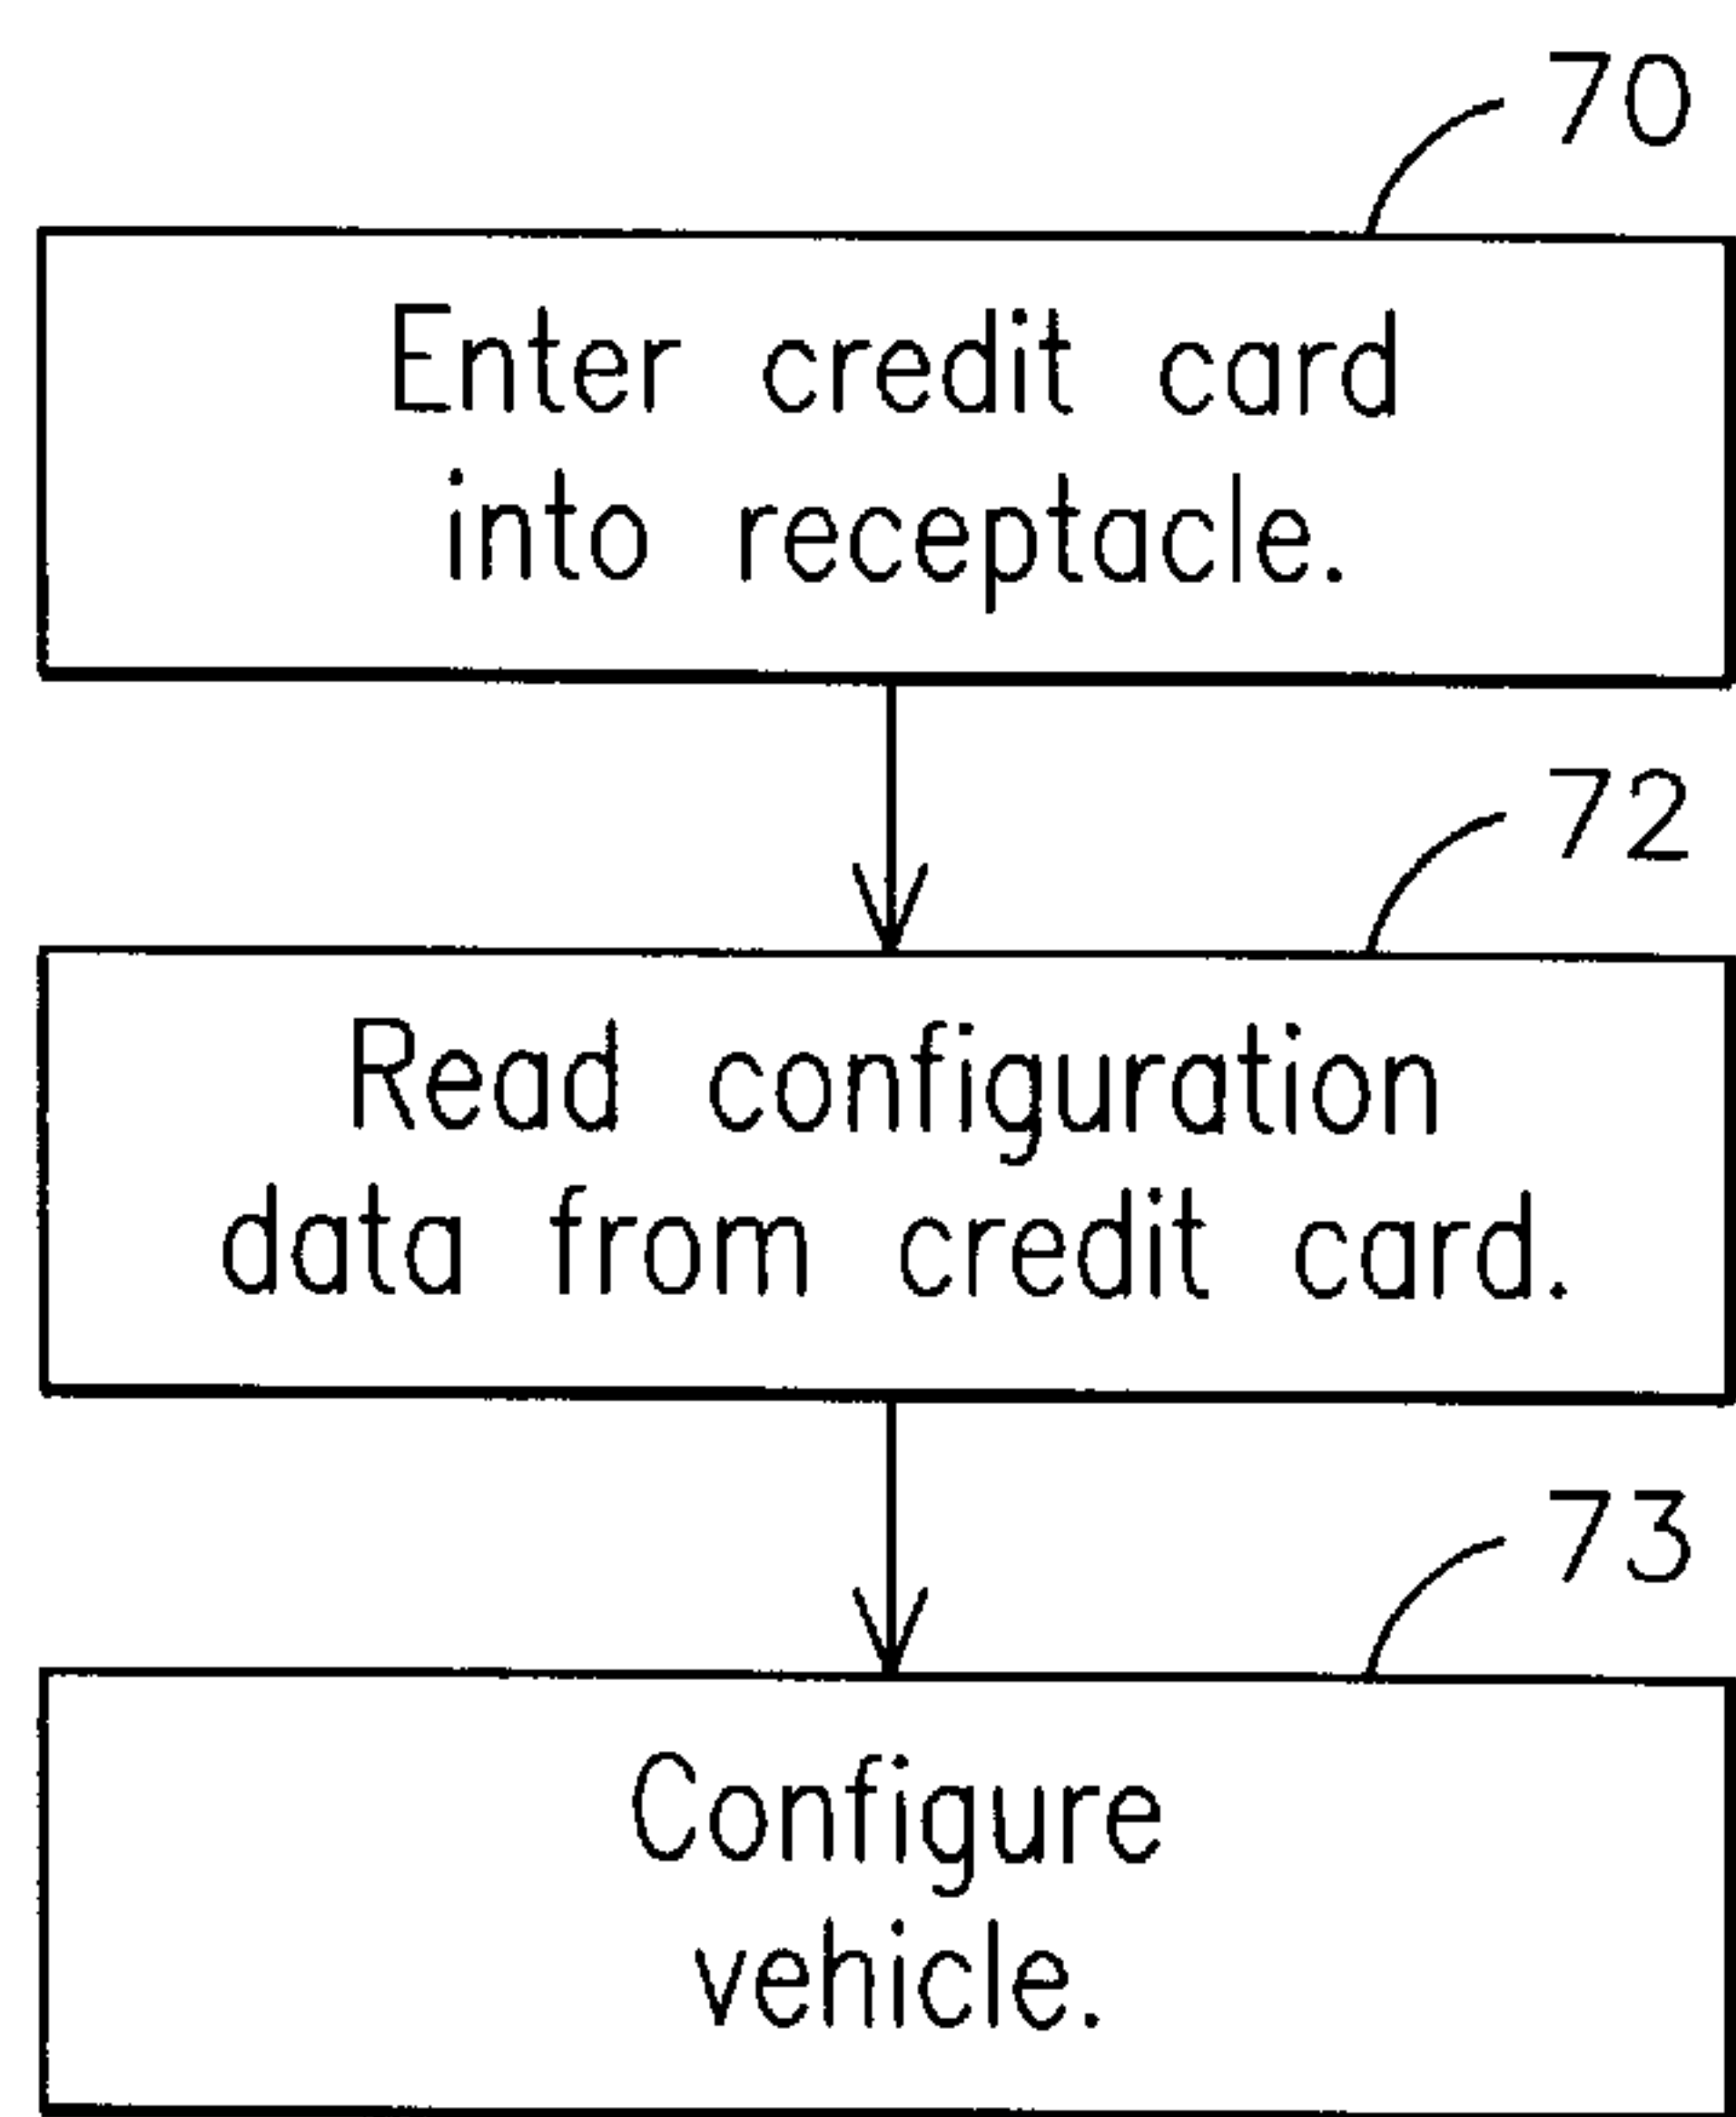 70
Enter credit card
into receptacle.
72
Read configuration
data from credit card.
73
Configure
vehicle.